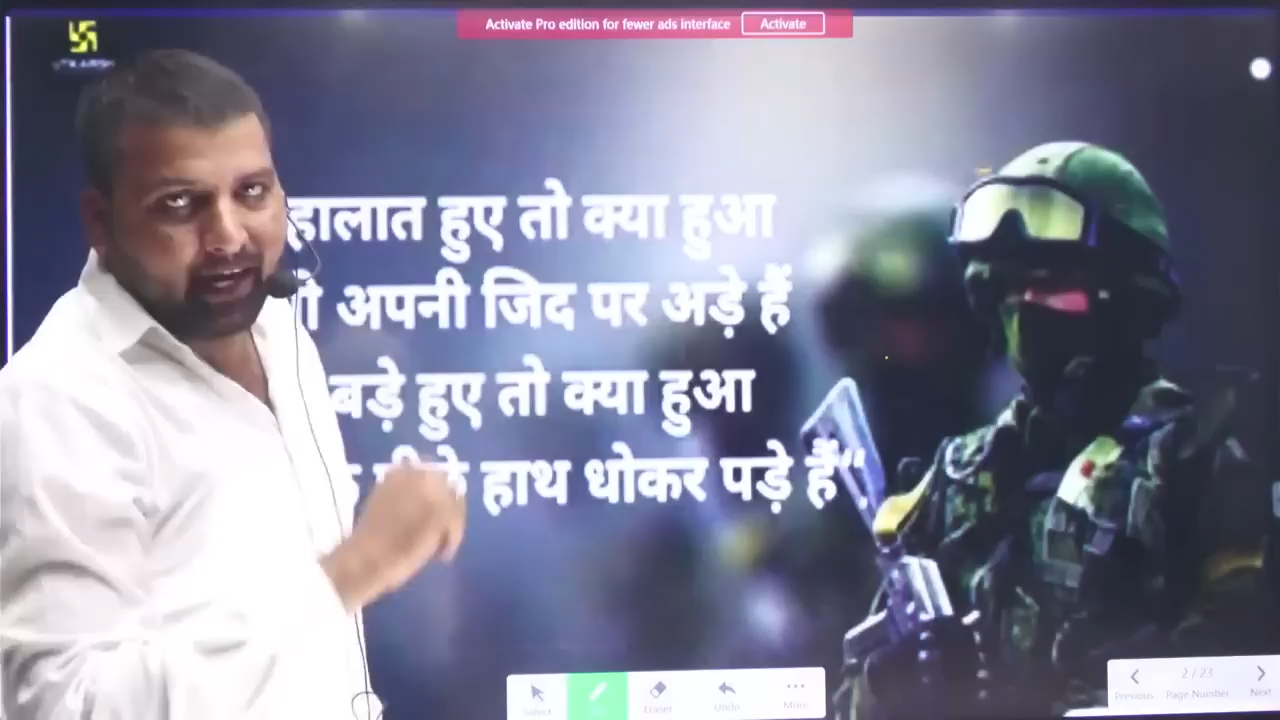 Activate Pro edition for fewer ads interface Activate
UTKARSH
हालात हुए तो क्या हुआ
अपनी जिद पर अड़े हैं
बड़े हुए तो क्या हुआ
हाथ धोकर पड़े हैं“.
Select Eraser Undo More
2 / 23
Previous Page Number Next